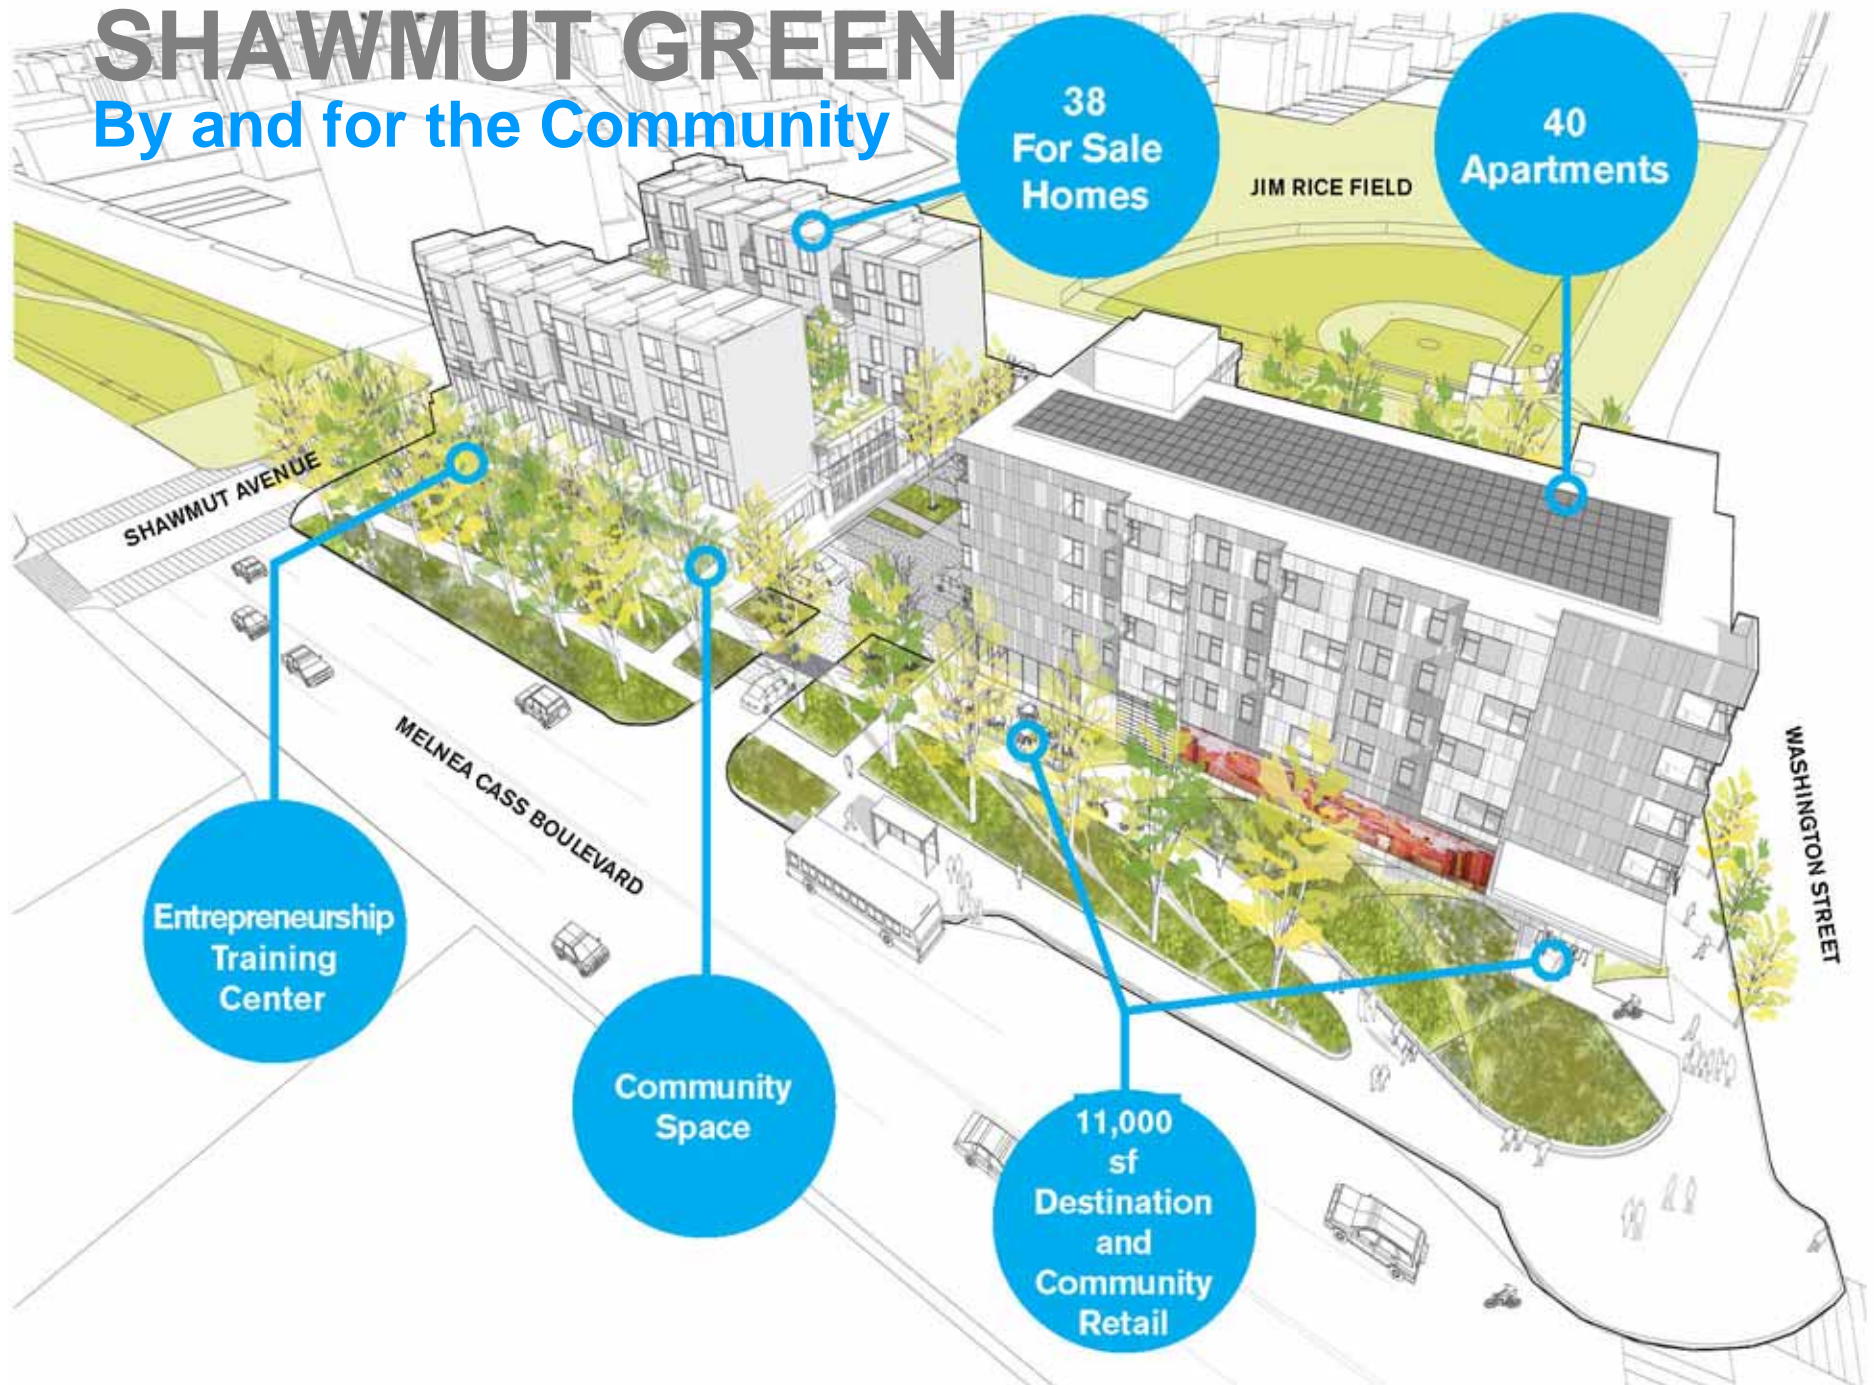 SHAWMUT GREEN
By and for the Community
38
For Sale
Homes
JIM RICE FIELD
40
Apartments
SHAWMUT AVENUE
MELNEA CASS BOULEVARD
WASHINGTON STREET
Entrepreneurship
Training
Center
Community
Space
11,000
sf
Destination
and
Community
Retail